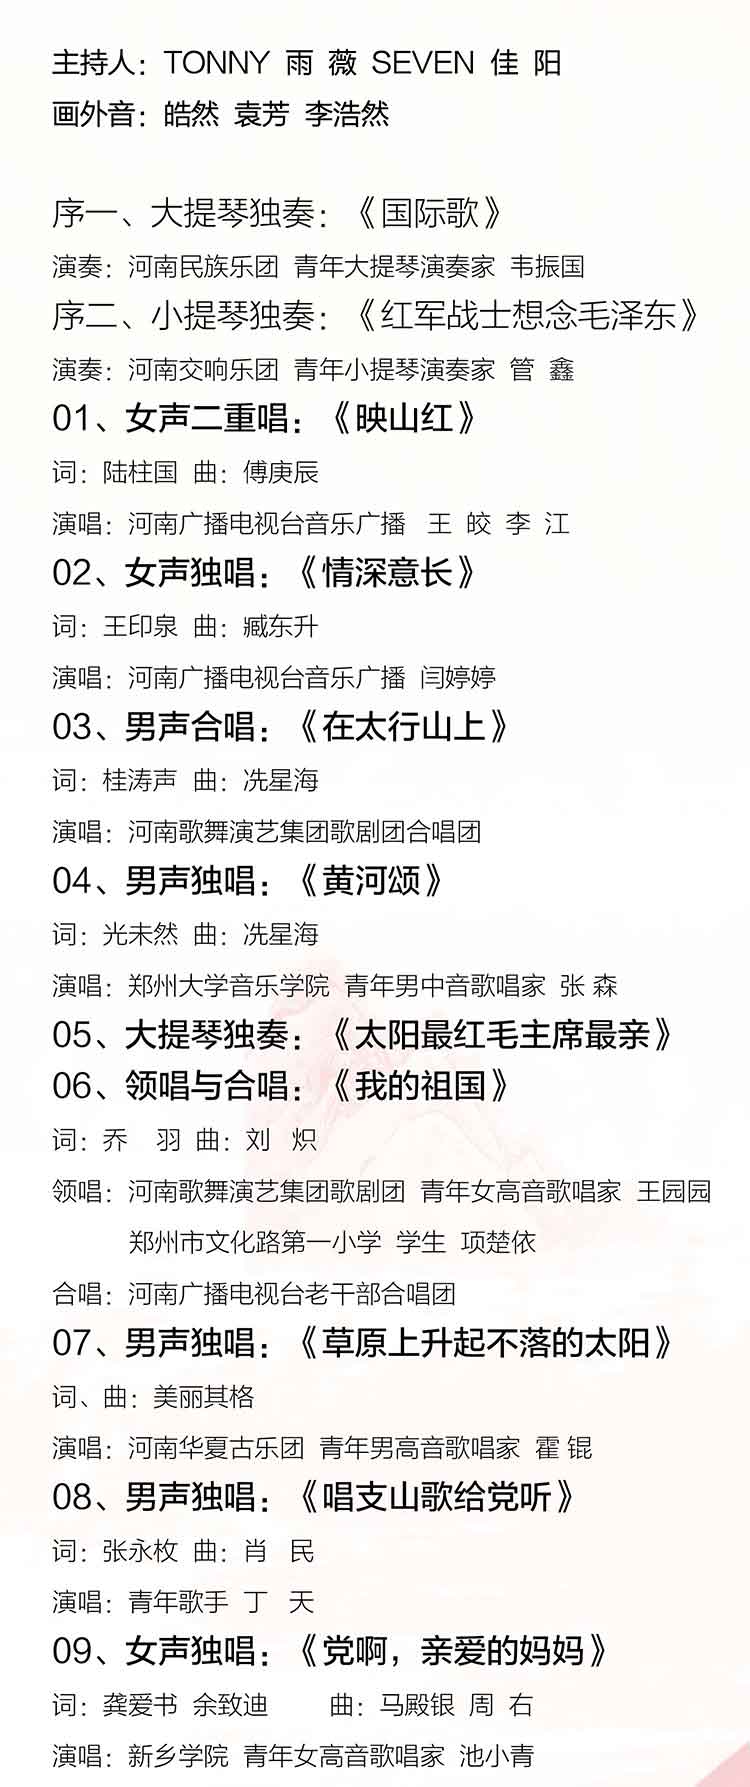 主持人：TONNY 雨 薇 SEVEN 佳 阳
画外音：皓然 袁芳 李浩然
序一、大提琴独奏：《国际歌》
演奏：河南民族乐团 青年大提琴演奏家 韦振国
序二、小提琴独奏：《红军战士想念毛泽东》
演奏：河南交响乐团 青年小提琴演奏家 管 鑫
01、女声二重唱：《映山红》
词：陆柱国 曲：傅庚辰
演唱：河南广播电视台音乐广播 王 皎 李 江
02、女声独唱：《情深意长》
词：王印泉 曲：臧东升
演唱：河南广播电视台音乐广播 闫婷婷
03、男声合唱：《在太行山上》
词：桂涛声 曲：冼星海
演唱：河南歌舞演艺集团歌剧团合唱团
04、男声独唱：《黄河颂》
词：光未然 曲：冼星海
演唱：郑州大学音乐学院 青年男中音歌唱家 张 森
05、大提琴独奏：《太阳最红毛主席最亲》
06、领唱与合唱：《我的祖国》
词：乔 羽 曲：刘 炽
领唱：河南歌舞演艺集团歌剧团 青年女高音歌唱家 王园园
郑州市文化路第一小学 学生 项楚依
合唱：河南广播电视台老干部合唱团
07、男声独唱：《草原上升起不落的太阳》
词、曲：美丽其格
演唱：河南华夏古乐团 青年男高音歌唱家 霍 锟
08、男声独唱：《唱支山歌给党听》
词：张永枚 曲：肖 民
演唱：青年歌手 丁 天
09、女声独唱：《党啊，亲爱的妈妈》
词：龚爱书 余致迪 曲：马殿银 周 右
演唱：新乡学院 青年女高音歌唱家 池小青